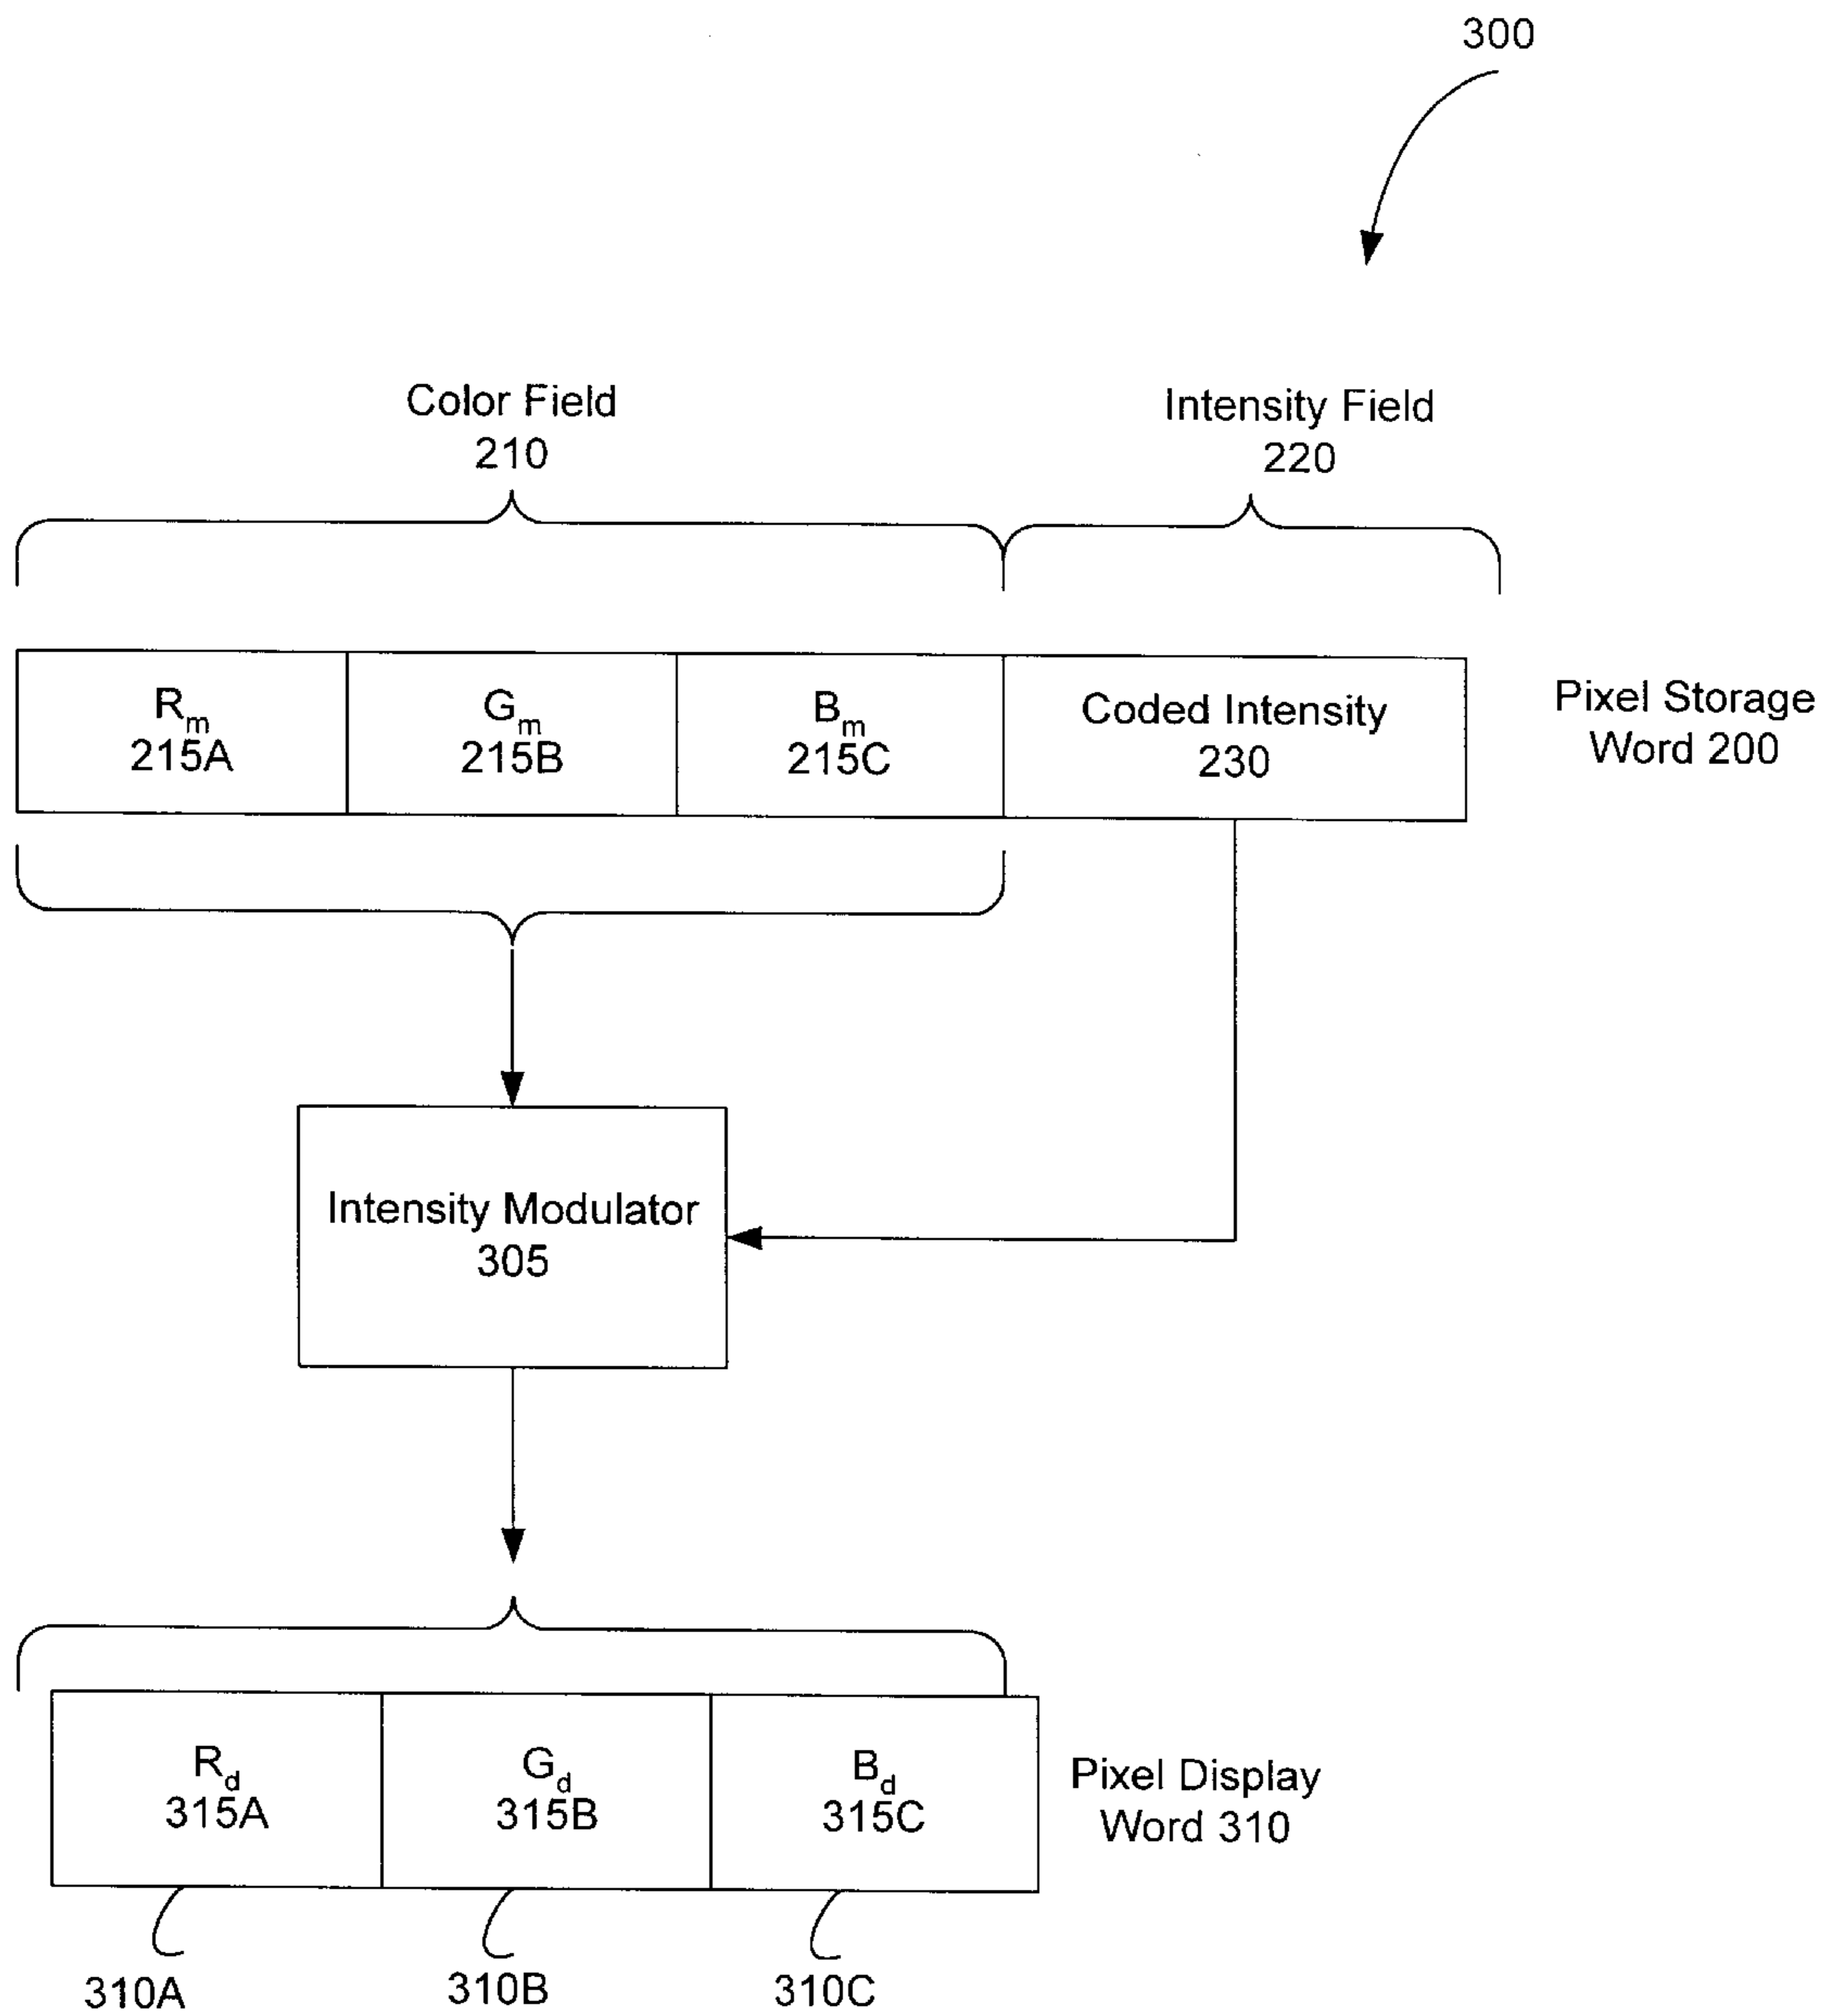 300
Color Field
210
Intensity Field
220
Rm
215A
Gm
215B
Bm
215C
Coded Intensity
230
Pixel Storage
Word 200
Intensity Modulator
305
Rd
315A
Gd
315B
Bd
315C
Pixel Display
Word 310
310A
310B
310C